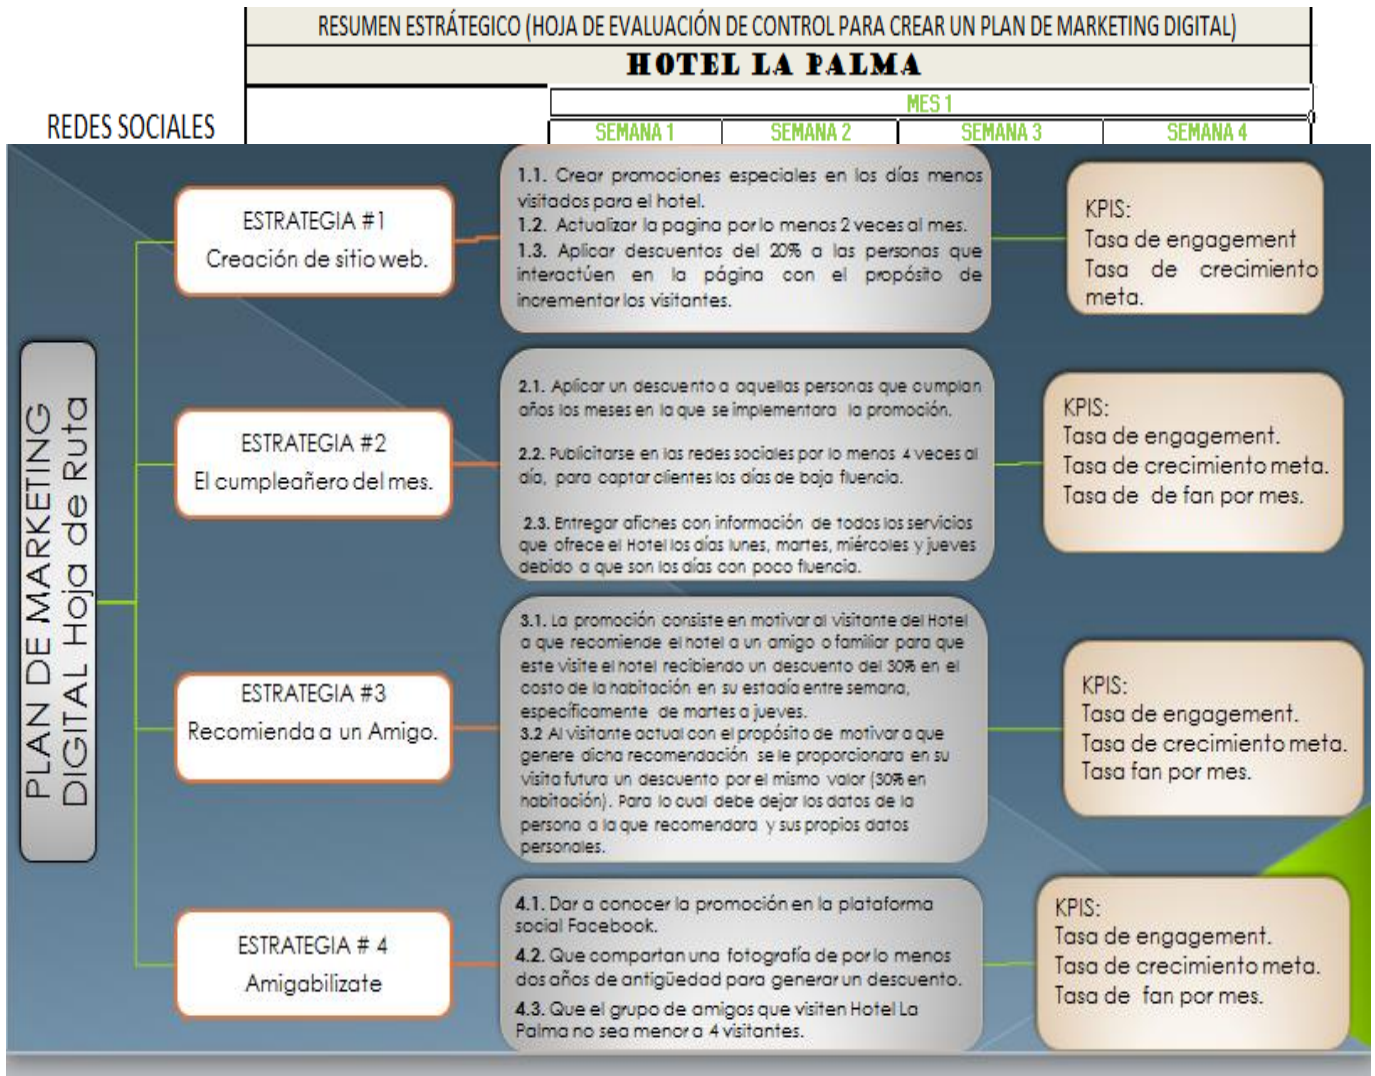 RESUMEN ESTRÁTEGICO (HOJA DE EVALUACIÓN DE CONTROL PARA CREAR UN PLAN DE MARKETING DIGITAL)
HOTEL LA PALMA
MES 1
REDES SOCIALES
SEMANA 1
SEMANA 2
SEMANA 3
SEMANA 4
PLAN DE MARKETING
DIGITAL Hoja de Ruta
ESTRATEGIA #1
Creación de sitio web.
1.1. Crear promociones especiales en los días menos
visitados para el hotel.
1.2. Actualizar la pagina por lo menos 2 veces al mes.
1.3. Aplicar descuentos del 20% a las personas que
interactúen en la página con el propósito de
incrementar los visitantes.
KPIS:
Tasa de engagement
Tasa de crecimiento
meta.
ESTRATEGIA #2
El cumpleañero del mes.
2.1. Aplicar un descuento a aquellas personas que cumplan
años los meses en la que se implementara la promoción.
2.2. Publicitarse en las redes sociales por lo menos 4 veces al
día, para captar clientes los días de baja fluencia.
2.3. Entregar afiches con información de todos los servicios
que ofrece el Hotel los días lunes, martes, miércoles y jueves
debido a que son los días con poco fluencia.
KPIS:
Tasa de engagement.
Tasa de crecimiento meta.
Tasa de de fan por mes.
ESTRATEGIA #3
Recomienda a un Amigo.
3.1. La promoción consiste en motivar al visitante del Hotel
a que recomiende el hotel a un amigo o familiar para que
este visite el hotel recibiendo un descuento del 30% en el
costo de la habitación en su estadía entre semana,
específicamente de martes a jueves.
3.2 Al visitante actual con el propósito de motivar a que
genere dicha recomendación se le proporcionara en su
visita futura un descuento por el mismo valor (30% en
habitación). Para lo cual debe dejar los datos de la
persona a la que recomendara y sus propios datos
personales.
KPIS:
Tasa de engagement.
Tasa de crecimiento meta.
Tasa fan por mes.
ESTRATEGIA # 4
Amigabilizate
4.1. Dar a conocer la promoción en la plataforma
social Facebook.
4.2. Que compartan una fotografía de por lo menos
dos años de antigüedad para generar un descuento.
4.3. Que el grupo de amigos que visiten Hotel La
Palma no sea menor a 4 visitantes.
KPIS:
Tasa de engagement.
Tasa de crecimiento meta.
Tasa de fan por mes.